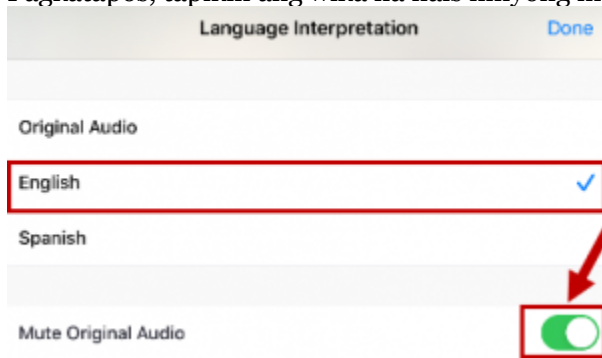 Language Interpretation Done
Original Audio
English
Spanish
Mute Original Audio